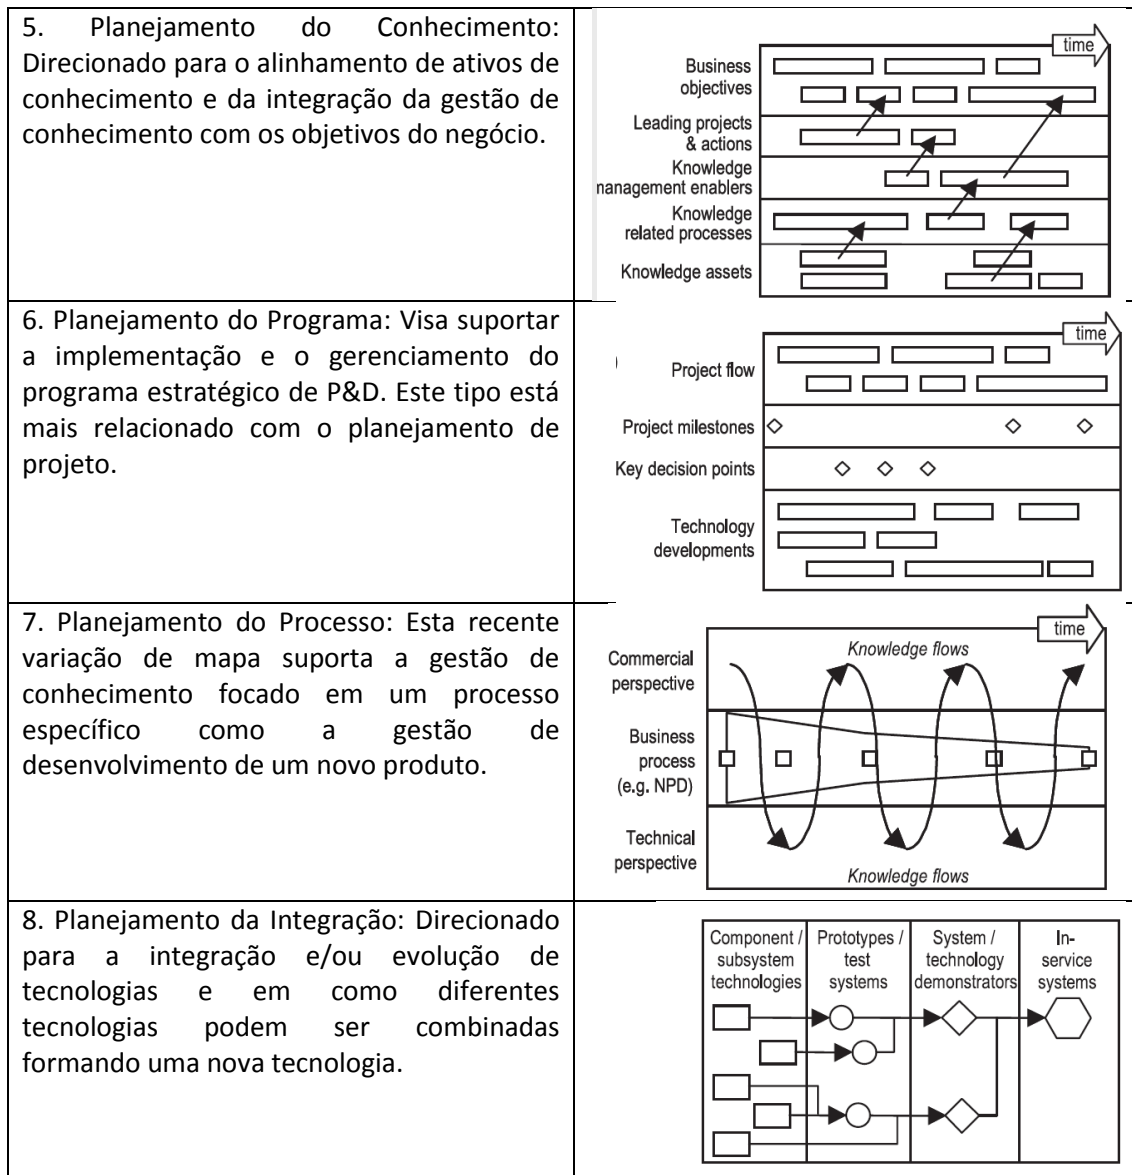 5. Planejamento do Conhecimento:
Direcionado para o alinhamento de ativos de
conhecimento e da integração da gestão de
conhecimento com os objetivos do negócio.
time
Business
objectives
Leading projects
& actions
Knowledge
management enablers
Knowledge
related processes
Knowledge assets
6. Planejamento do Programa: Visa suportar
a implementação e o gerenciamento do
programa estratégico de P&D. Este tipo está
mais relacionado com o planejamento de
projeto.
time
)
Project flow
Project milestones
Key decision points
Technology
developments
7. Planejamento do Processo: Esta recente
variação de mapa suporta a gestão de
conhecimento focado em um processo
específico como a gestão de
desenvolvimento de um novo produto.
time
Knowledge flows
Commercial
perspective
Business
process
(e.g. NPD)
Technical
perspective
Knowledge flows
8. Planejamento da Integração: Direcionado
para a integração e/ou evolução de
tecnologias e em como diferentes
tecnologias podem ser combinadas
formando uma nova tecnologia.
Component /
subsystem
technologies
Prototypes /
test
systems
System /
technology
demonstrators
In-
service
systems